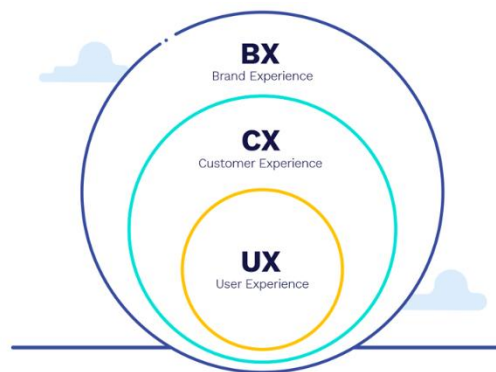 BX
Brand Experience
CX
Customer Experience
UX
User Experience